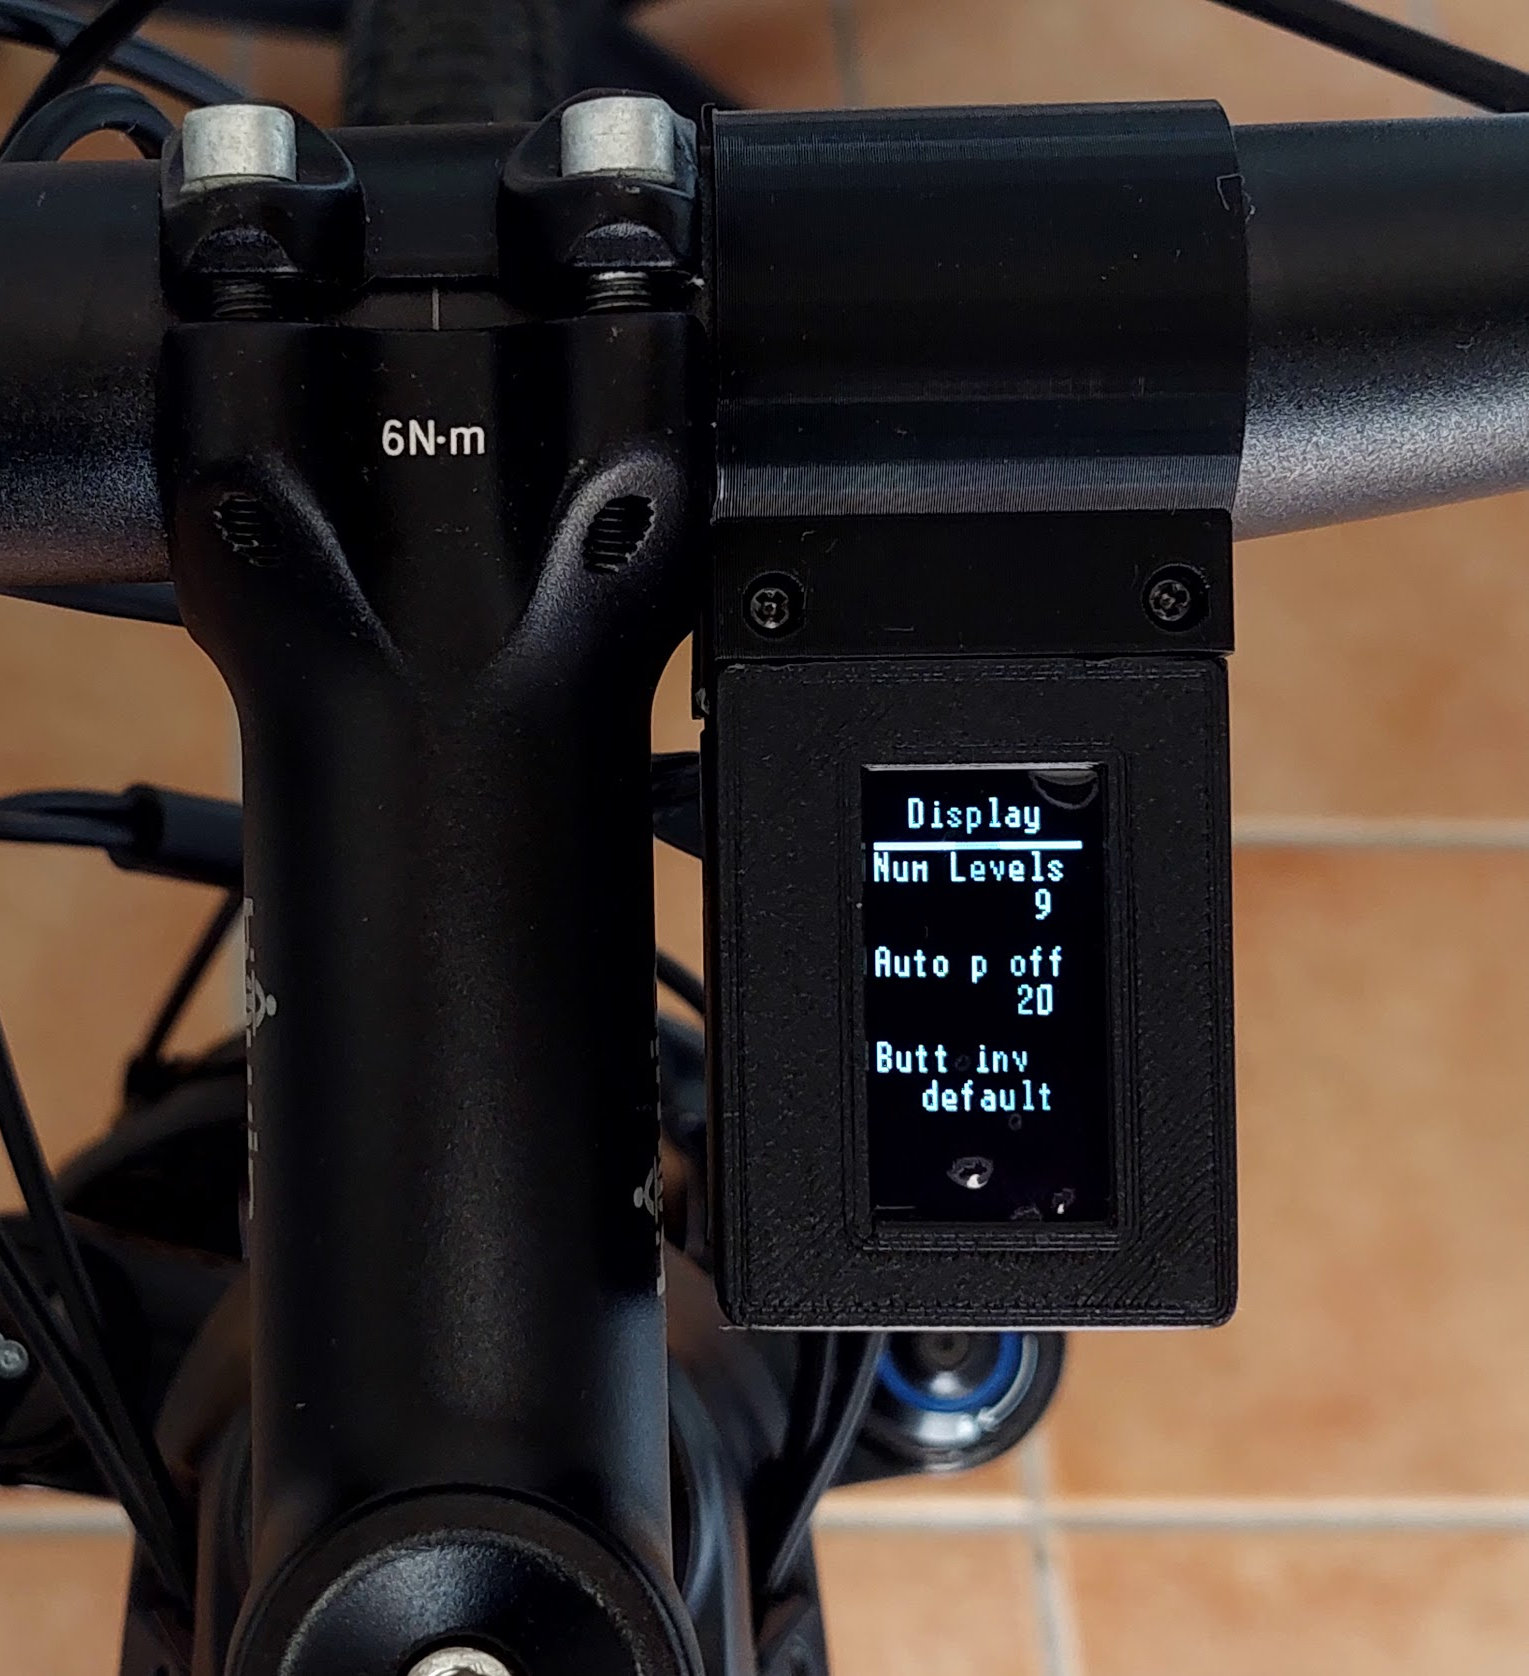 6N·m
Display
Num Levels
9
Auto p off
20
Butt inv
default